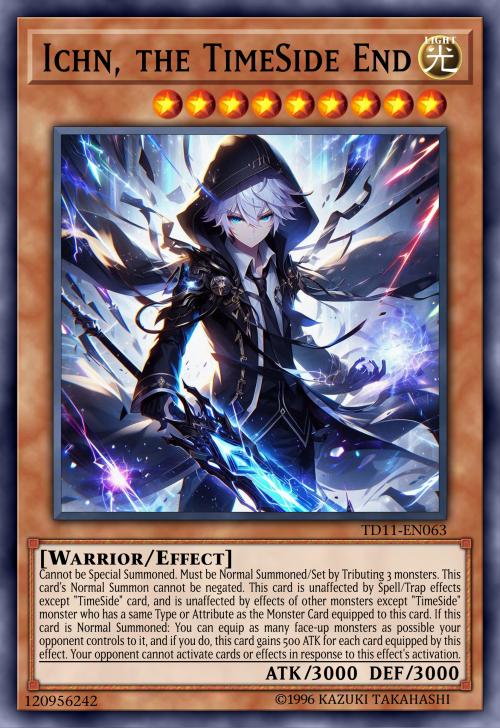 Ichn, the TimeSide End
LIGHT
光
TD11-EN063
[Warrior/Effect]
Cannot be Special Summoned. Must be Normal Summoned/Set by Tributing 3 monsters. This
card's Normal Summon cannot be negated. This card is unaffected by Spell/Trap effects
except "TimeSide" card, and is unaffected by effects of other monsters except "TimeSide"
monster who has a same Type or Attribute as the Monster Card equipped to this card. If this
card is Normal Summoned: You can equip as many face-up monsters as possible your
opponent controls to it, and if you do, this card gains 500 ATK for each card equipped by this
effect. Your opponent cannot activate cards or effects in response to this effect's activation.
ATK/3000 DEF/3000
120956242
©1996 KAZUKI TAKAHASHI